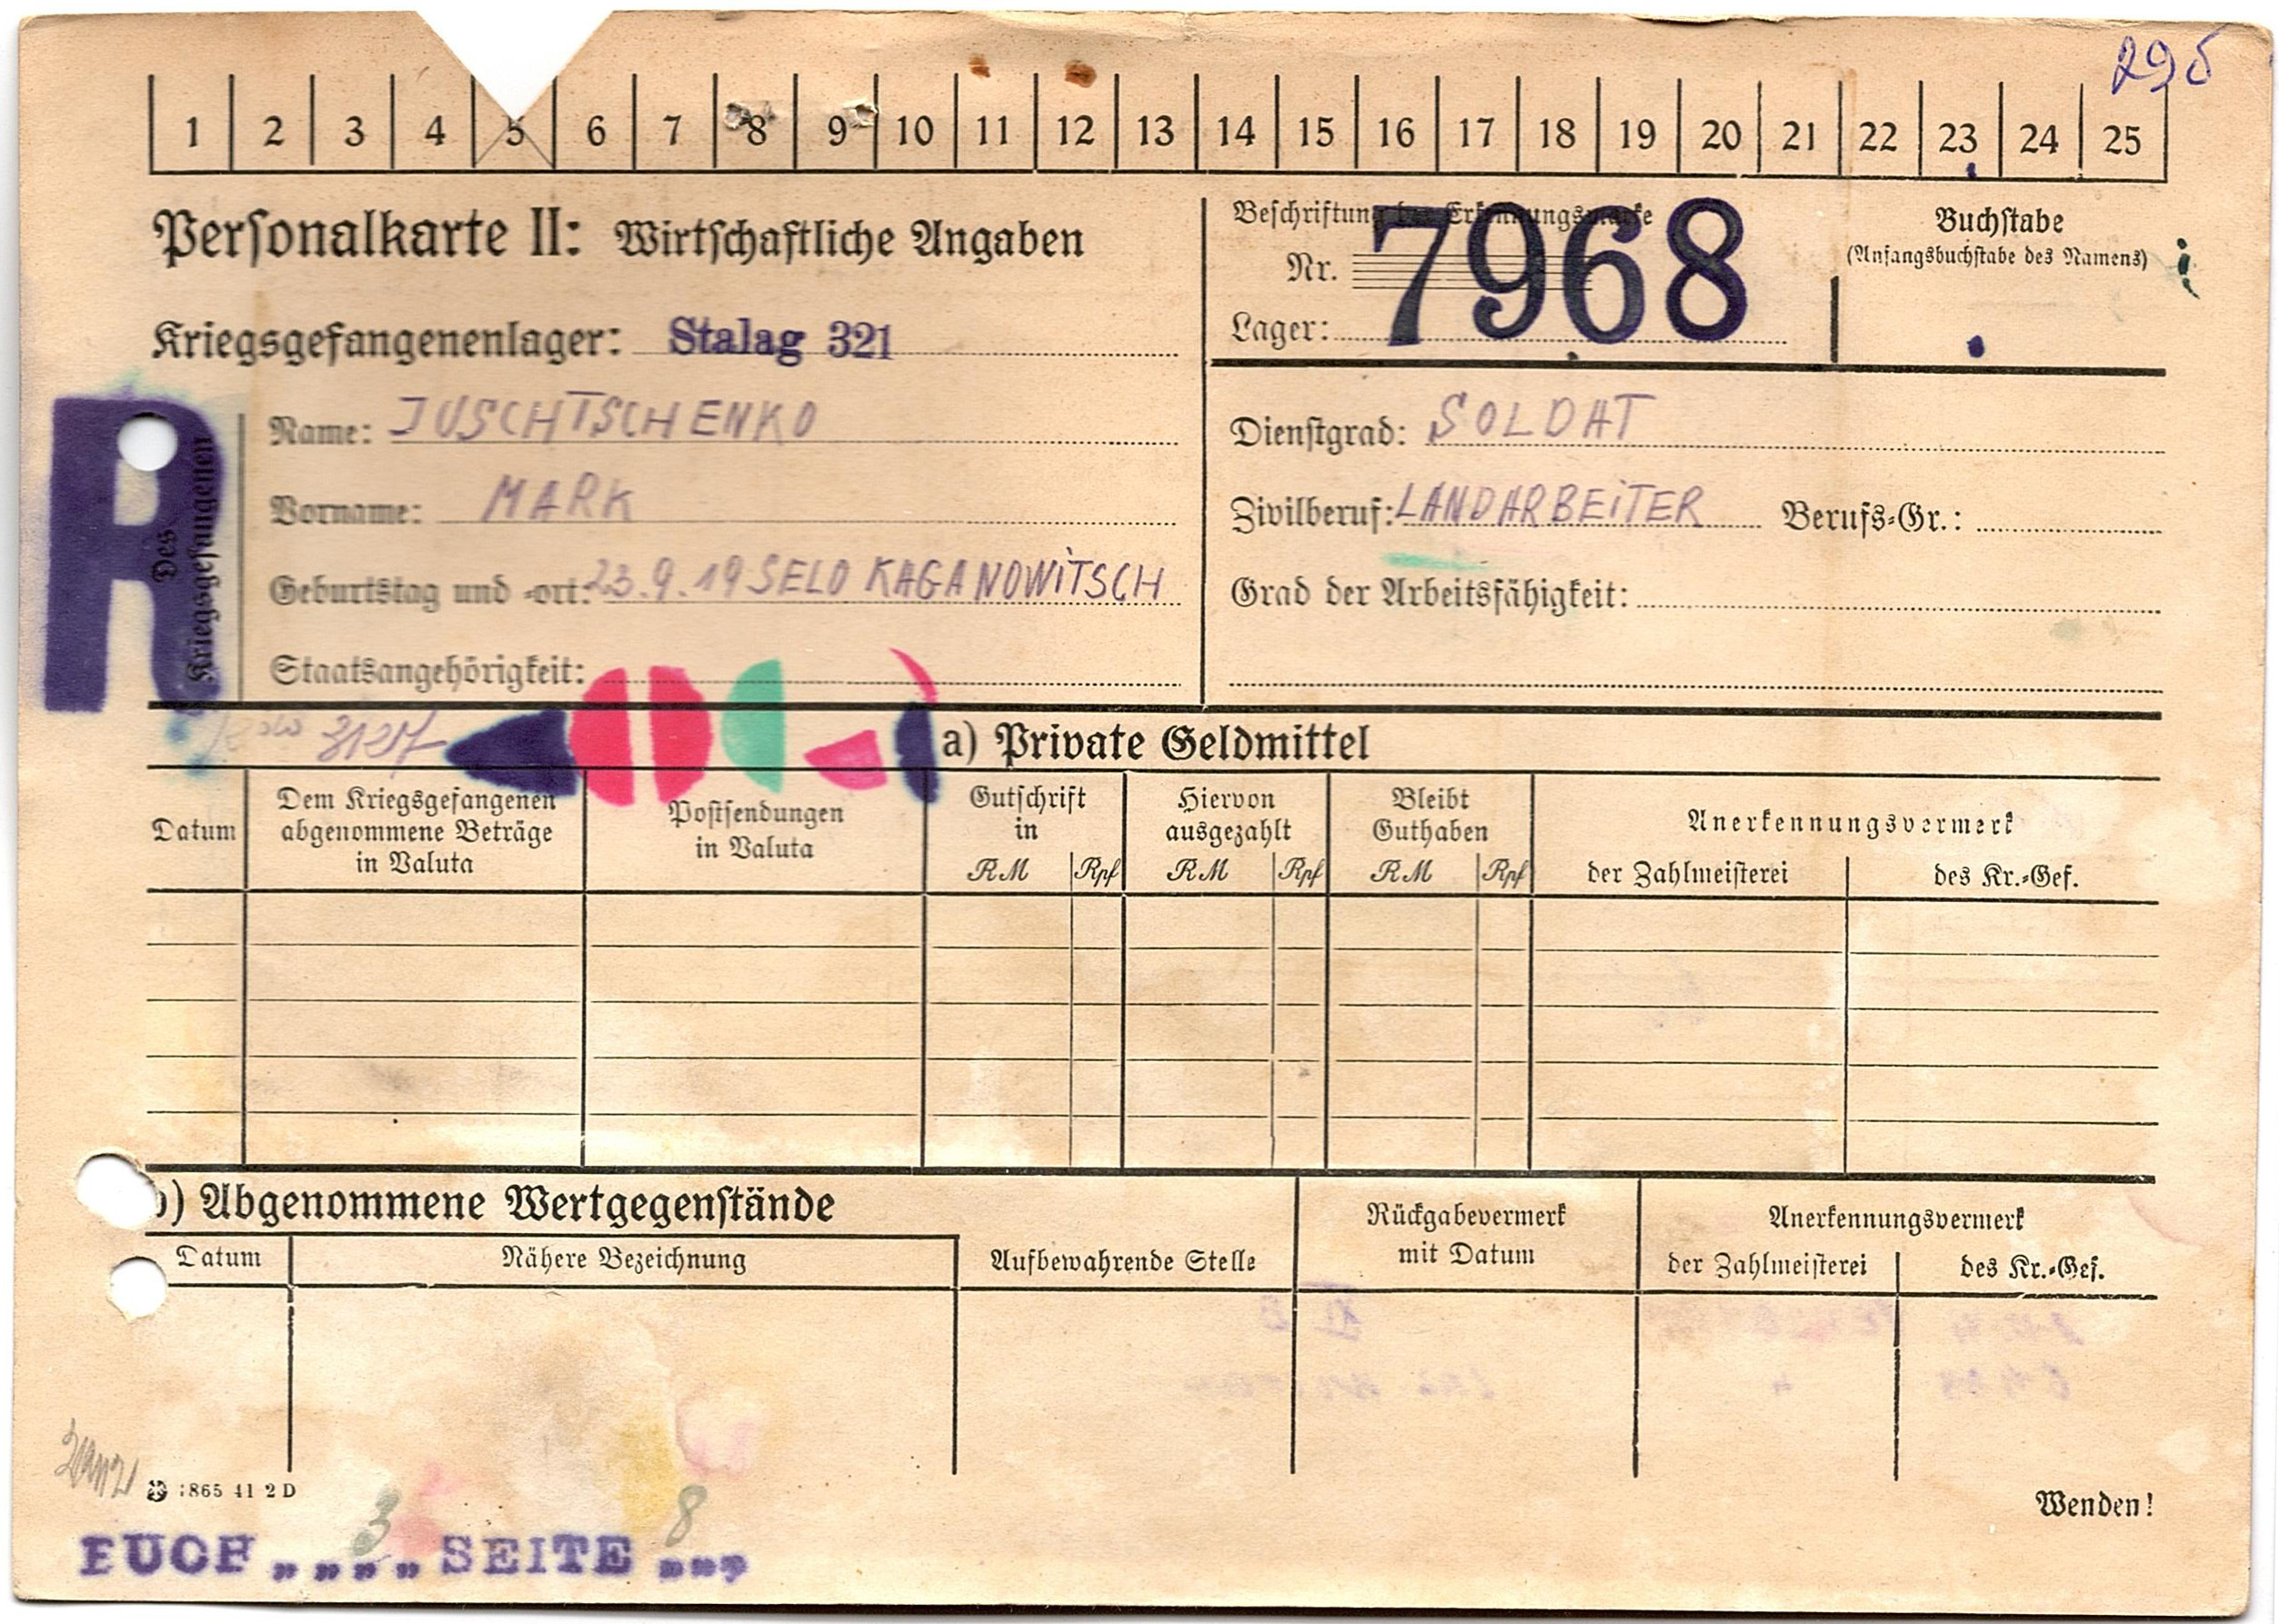 295
1 2 3 4 5 6 7 8 9 10 11 12 13 14 15 16 17 18 19 20 21 22 23 24 25
Personalkarte II: Wirtschaftliche Angaben
Kriegsgefangenenlager: Stalag 321
Beschriftung der Erkennungsmarke
Nr. 7968
Lager:
Buchstabe
(Anfangsbuchstabe des Namens)
R
Des Kriegsgefangenen
Name: JUSCHTSCHENKO
Vorname: MARK
Geburtstag und -ort: 23.9.19 SELO KAGANOWITSCH
Staatsangehörigkeit:
Dienstgrad: SOLDAT
Zivilberuf: LANDARBEITER Berufs-Gr.:
Grad der Arbeitsfähigkeit:
a) Private Geldmittel
Datum
Dem Kriegsgefangenen
abgenommene Beträge
in Valuta
Postsendungen
in Valuta
Gutschrift
in
RM Rpf
Hiervon
ausgezahlt
RM Rpf
Bleibt
Guthaben
RM Rpf
Anerkennungsvermerk
der Zahlmeisterei des Kr.-Gef.
b) Abgenommene Wertgegenstände
Datum Nähere Bezeichnung
Aufbewahrende Stelle
Rückgabevermerk
mit Datum
Anerkennungsvermerk
der Zahlmeisterei des Kr.-Gef.
1865 41 2 D
Wenden!
BUCH 3 SEITE 8